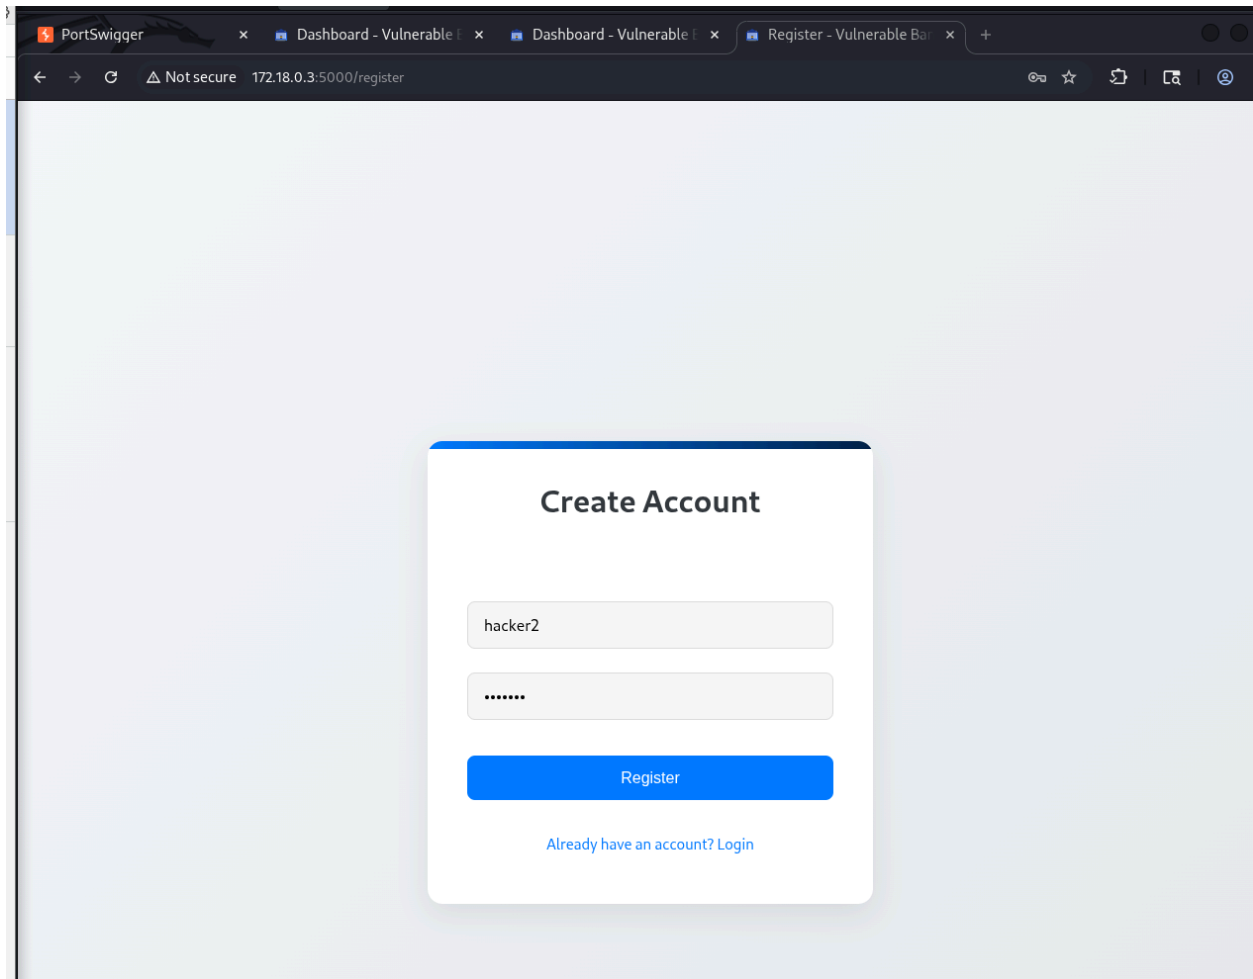 PortSwigger
Dashboard - Vulnerable B
Dashboard - Vulnerable B
Register - Vulnerable Ban
Not secure 172.18.0.3:5000/register
Create Account
hacker2
•••••••
Register
Already have an account? Login